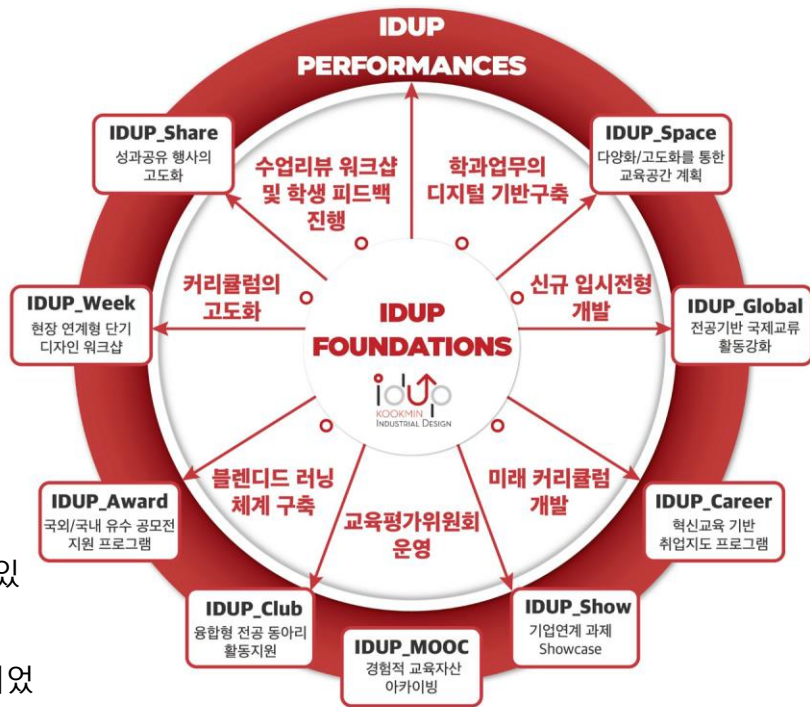 IDUP
PERFORMANCES
IDUP_Share
성과공유 행사의
고도화
IDUP_Space
다양화/고도화를 통한
교육공간 계획
수업리뷰 워크샵
및 학생 피드백
진행
학과업무의
디지털 기반구축
IDUP_Week
현장 연계형 단기
디자인 워크샵
커리큘럼의
고도화
신규 입시전형
개발
IDUP_Global
전공기반 국제교류
활동강화
IDUP
FOUNDATIONS
idup
KOOKMIN
INDUSTRIAL DESIGN
IDUP_Award
국외/국내 유수 공모전
지원 프로그램
블렌디드 러닝
체계 구축
교육평가위원회
운영
미래 커리큘럼
개발
IDUP_Career
혁신교육 기반
취업지도 프로그램
IDUP_Club
융합형 전공 동아리
활동지원
IDUP_MOOC
경험적 교육자산
아카이빙
IDUP_Show
기업연계 과제
Showcase
있